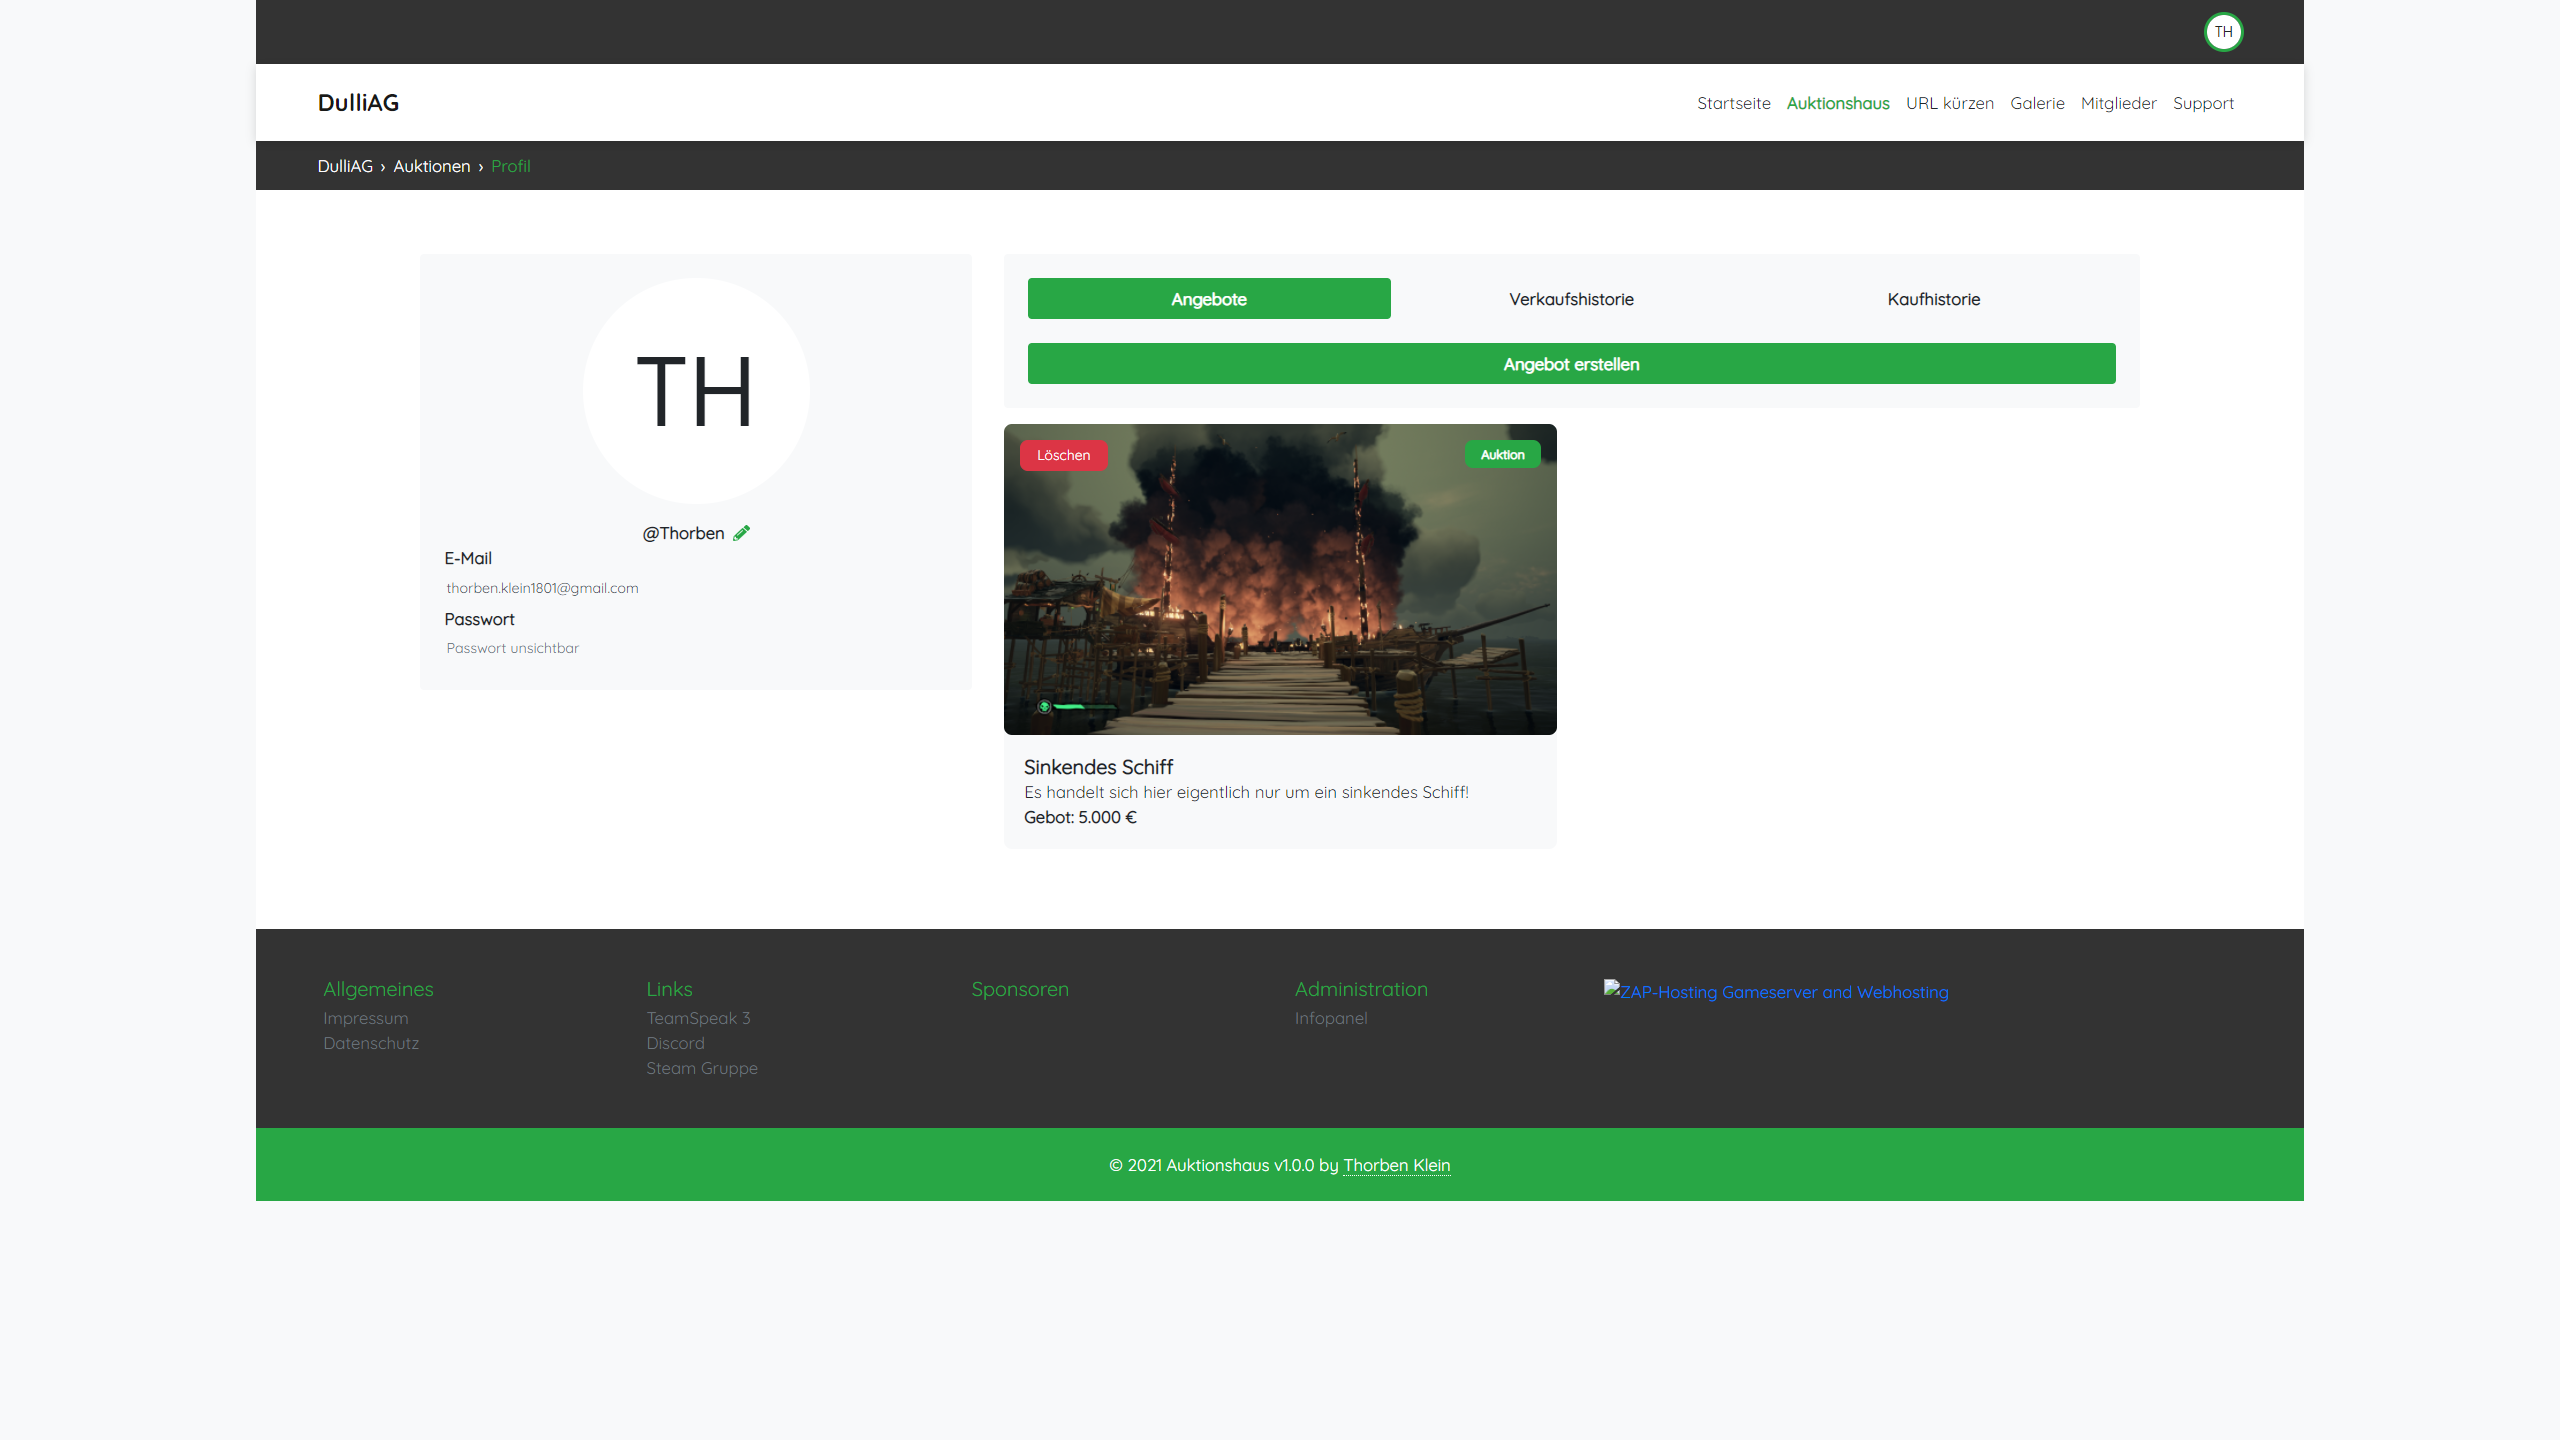 TH
DulliAG
Startseite Auktionshaus URL kürzen Galerie Mitglieder Support
DulliAG › Auktionen › Profil
TH
@Thorben
E-Mail
thorben.klein1801@gmail.com
Passwort
Passwort unsichtbar
Angebote Verkaufshistorie Kaufhistorie
Angebot erstellen
Löschen
Auktion
Sinkendes Schiff
Es handelt sich hier eigentlich nur um ein sinkendes Schiff!
Gebot: 5.000 €
Allgemeines
Impressum
Datenschutz
Links
TeamSpeak 3
Discord
Steam Gruppe
Sponsoren
Administration
Infopanel
ZAP-Hosting Gameserver and Webhosting
© 2021 Auktionshaus v1.0.0 by Thorben Klein